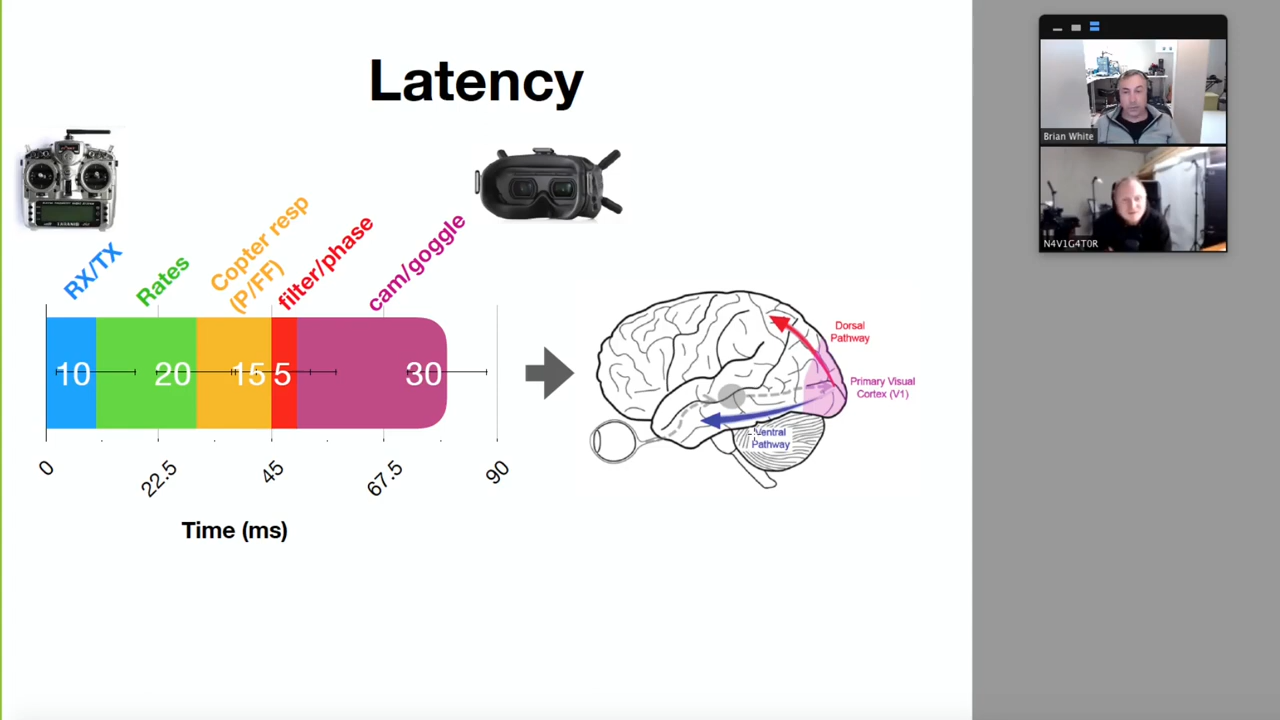 Latency
RX/TX
Rates
Copter resp
(P/FF)
filter/phase
cam/goggle
10
20
15
5
30
0
22.5
45
67.5
90
Time (ms)
Dorsal
Pathway
Primary Visual
Cortex (V1)
Ventral
Pathway
Brian White
N4V1G4T0R